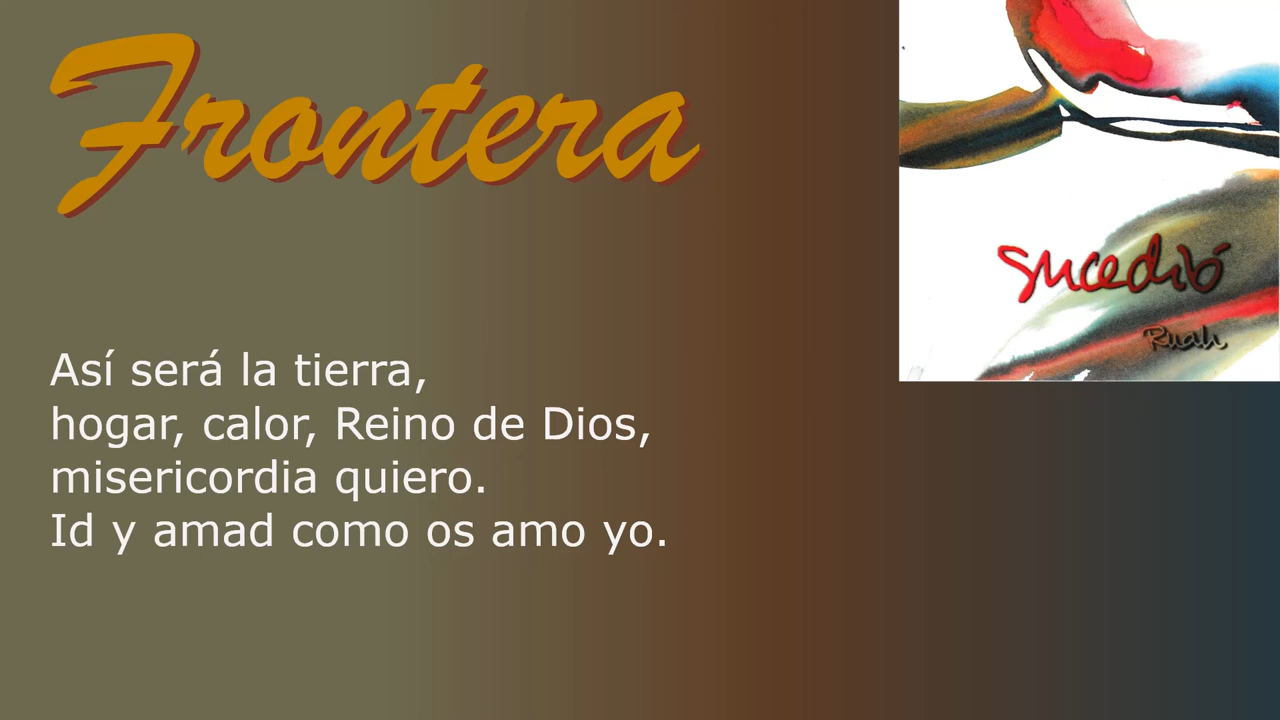 Frontera
sucedió
Ruah
Así será la tierra,
hogar, calor, Reino de Dios,
misericordia quiero.
Id y amad como os amo yo.